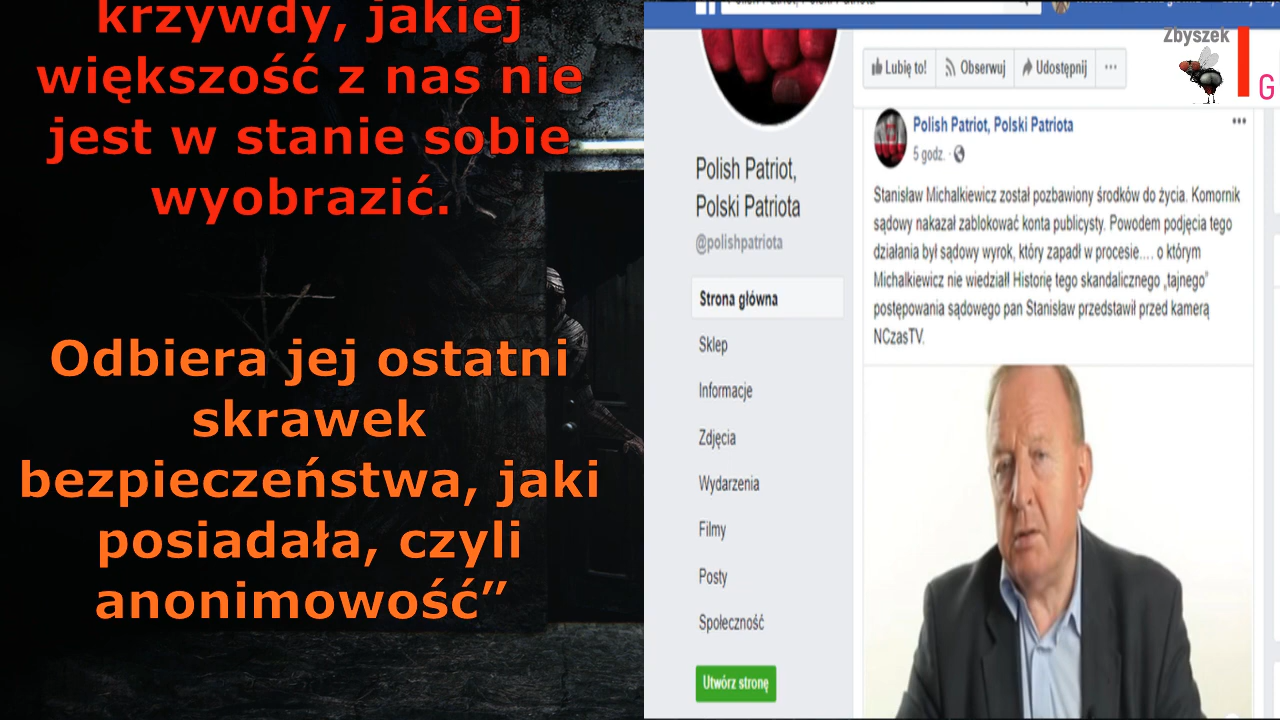 krzywdy, jakiej
większość z nas nie
jest w stanie sobie
wyobrazić.
Odbiera jej ostatni
skrawek
bezpieczeństwa, jaki
posiadała, czyli
anonimowość”
Polish Patriot,
Polski Patriota
@polishpatriota
Strona główna
Sklep
Informacje
Zdjęcia
Wydarzenia
Filmy
Posty
Społeczność
Utwórz stronę
Lubię to! Obserwuj Udostępnij ...
Polish Patriot, Polski Patriota
5 godz. ·
Stanisław Michalkiewicz został pozbawiony środków do życia. Komornik
sądowy nakazał zablokować konta publicysty. Powodem podjęcia tego
działania był sądowy wyrok, który zapadł w procesie.... o którym
Michalkiewicz nie wiedział Historię tego skandalicznego „tajnego”
postępowania sądowego pan Stanisław przedstawił przed kamerą
NCzasTV.
Zbyszek
G